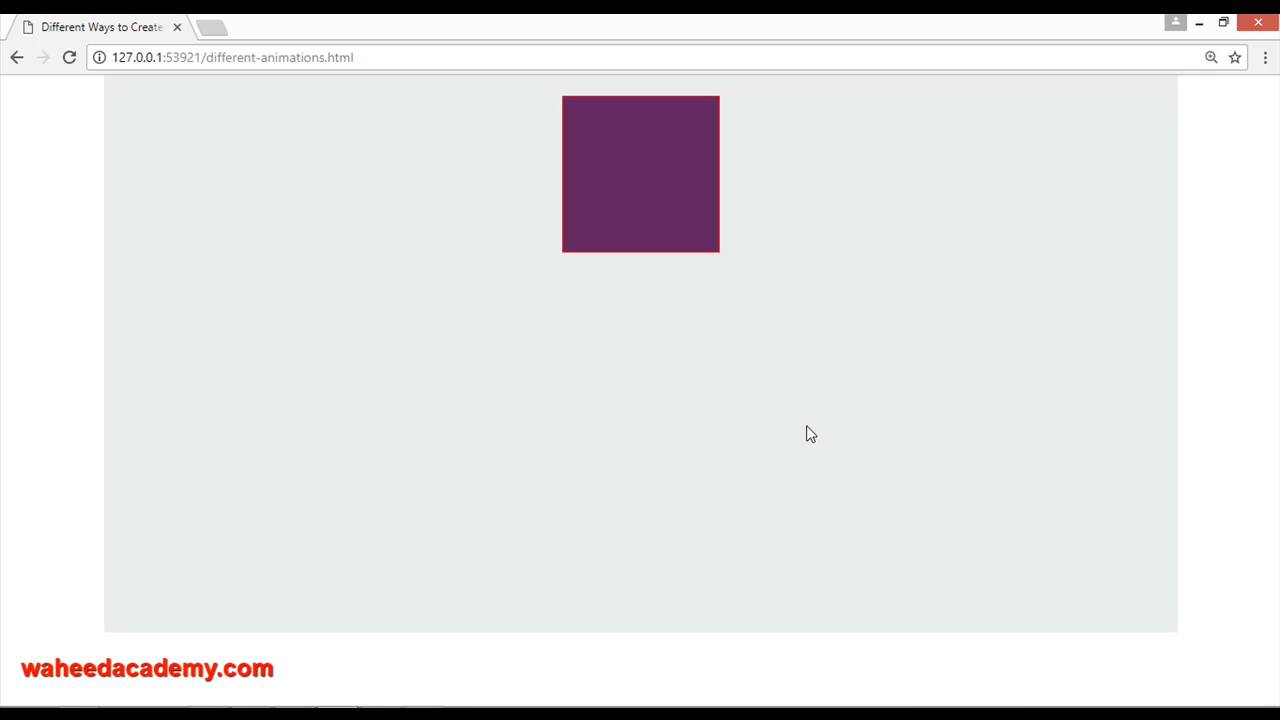 Different Ways to Create
127.0.0.1:53921/different-animations.html
waheedacademy.com